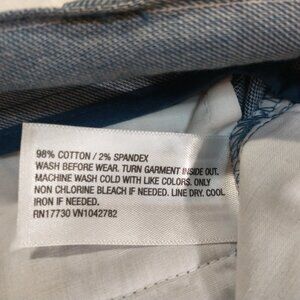 98% COTTON / 2% SPANDEX
WASH BEFORE WEAR. TURN GARMENT INSIDE OUT.
MACHINE WASH COLD WITH LIKE COLORS. ONLY
NON CHLORINE BLEACH IF NEEDED. LINE DRY. COOL
IRON IF NEEDED.
RN17730 VN1042782